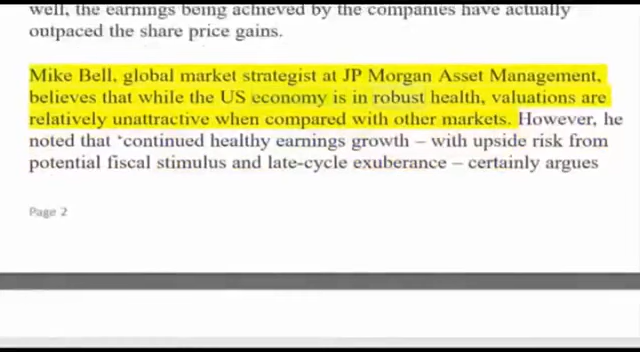 well, the earnings being achieved by the companies have actually
outpaced the share price gains.
Mike Bell, global market strategist at JP Morgan Asset Management,
believes that while the US economy is in robust health, valuations are
relatively unattractive when compared with other markets. However, he
noted that “continued healthy earnings growth – with upside risk from
potential fiscal stimulus and late-cycle exuberance – certainly argues
Page 2